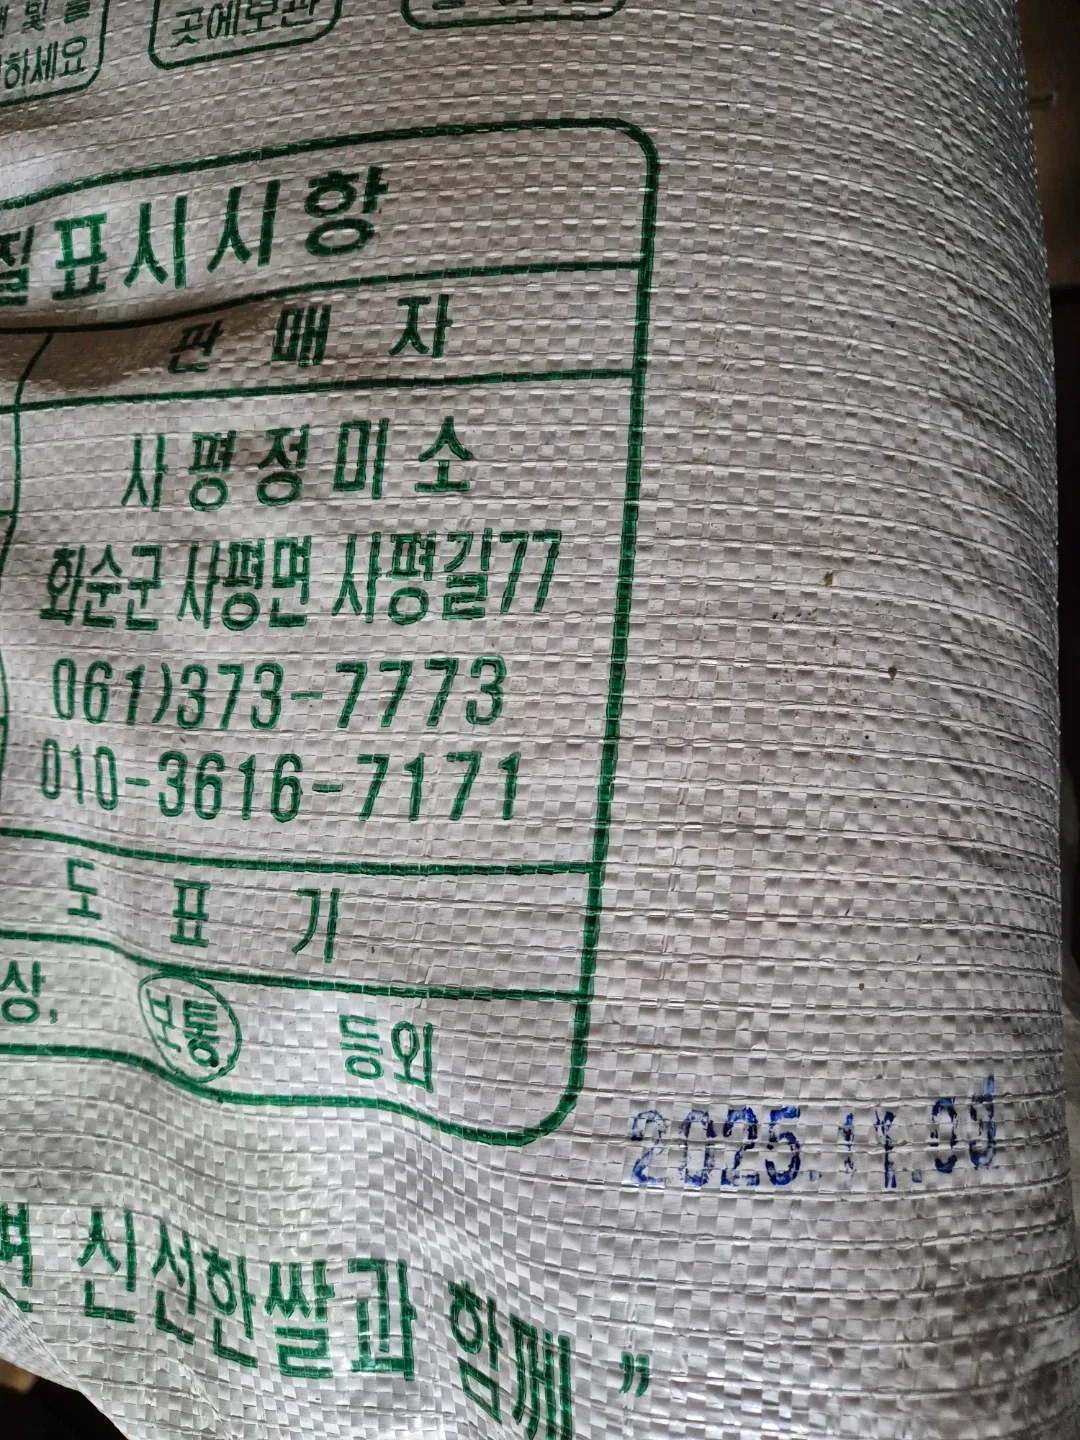 및
하세요
곳에보관
질표시시항
판 매 자
사평정미소
화순군 사평면 사평길77
061)373-7773
010-3616-7171
도 표 기
상, 보통 등외
2025.11.
신선한쌀과 함께 "